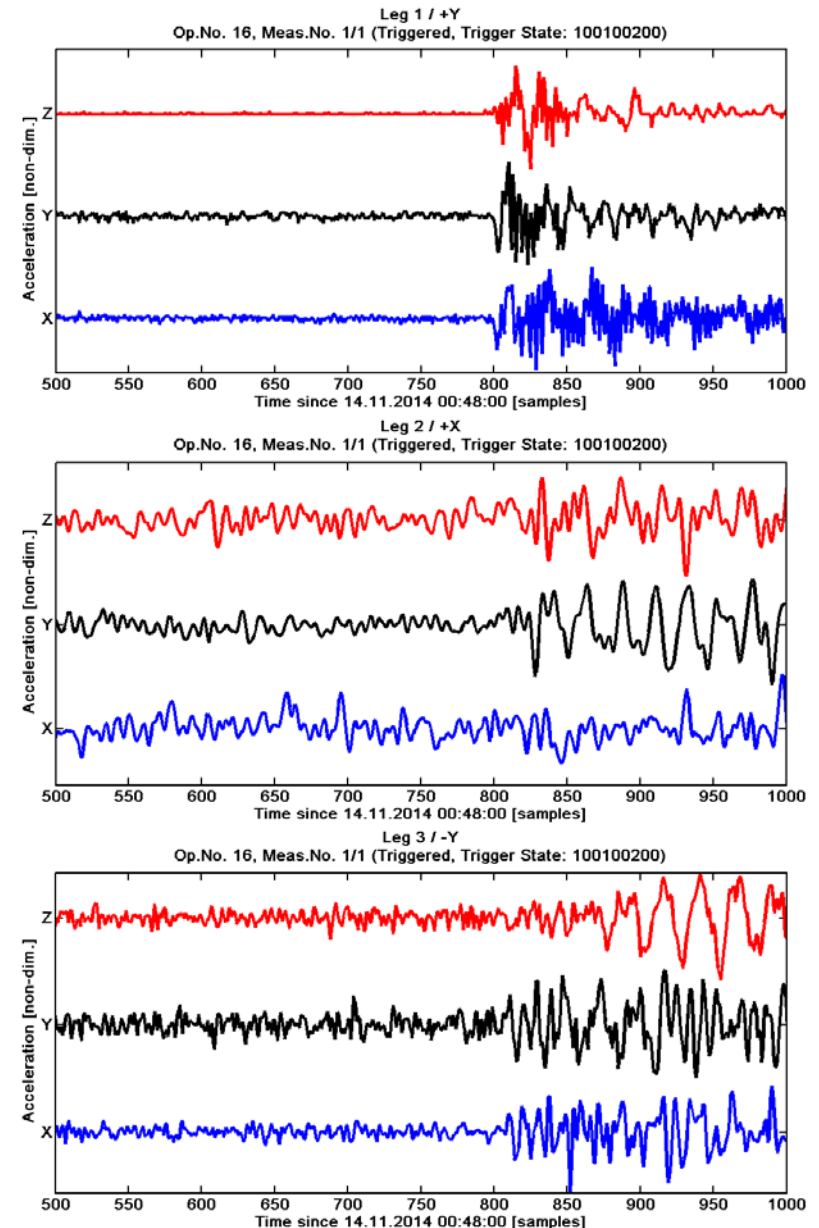 Leg 1 / +Y
Op.No. 16, Meas.No. 1/1 (Triggered, Trigger State: 100100200)
Acceleration [non-dim.]
Z
Y
X
500 550 600 650 700 750 800 850 900 950 1000
Time since 14.11.2014 00:48:00 [samples]
Leg 2 / +X
Op.No. 16, Meas.No. 1/1 (Triggered, Trigger State: 100100200)
Acceleration [non-dim.]
Z
Y
X
500 550 600 650 700 750 800 850 900 950 1000
Time since 14.11.2014 00:48:00 [samples]
Leg 3 / -Y
Op.No. 16, Meas.No. 1/1 (Triggered, Trigger State: 100100200)
Acceleration [non-dim.]
Z
Y
X
500 550 600 650 700 750 800 850 900 950 1000
Time since 14.11.2014 00:48:00 [samples]